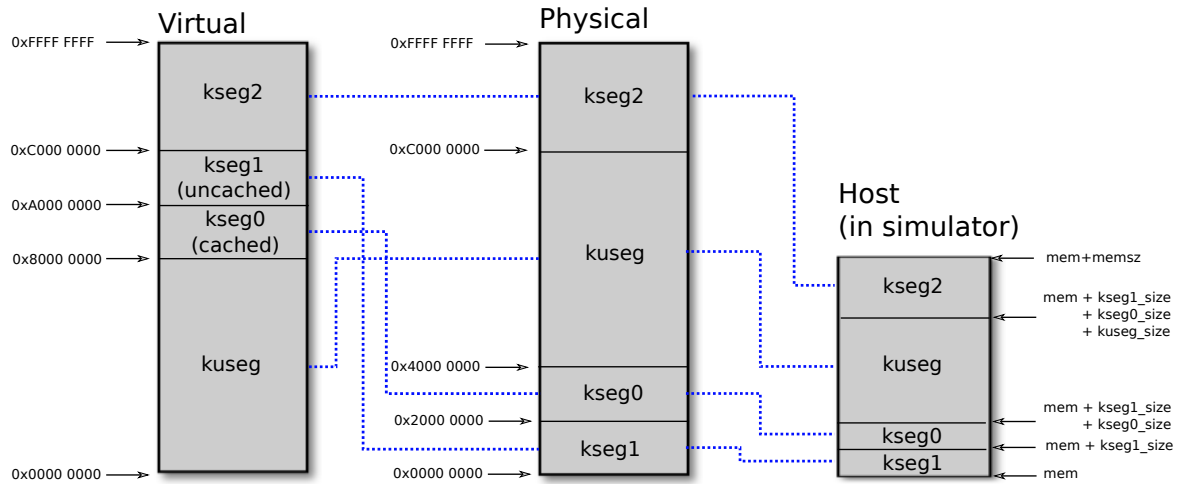 Virtual
0xFFFF FFFF
kseg2
0xC000 0000
kseg1
(uncached)
0xA000 0000
kseg0
(cached)
0x8000 0000
kuseg
0x0000 0000
Physical
0xFFFF FFFF
kseg2
0xC000 0000
kuseg
0x4000 0000
kseg0
0x2000 0000
kseg1
0x0000 0000
Host
(in simulator)
mem+memsz
kseg2
mem + kseg1_size
+ kseg0_size
+ kuseg_size
kuseg
mem + kseg1_size
+ kseg0_size
kseg0
mem + kseg1_size
kseg1
mem